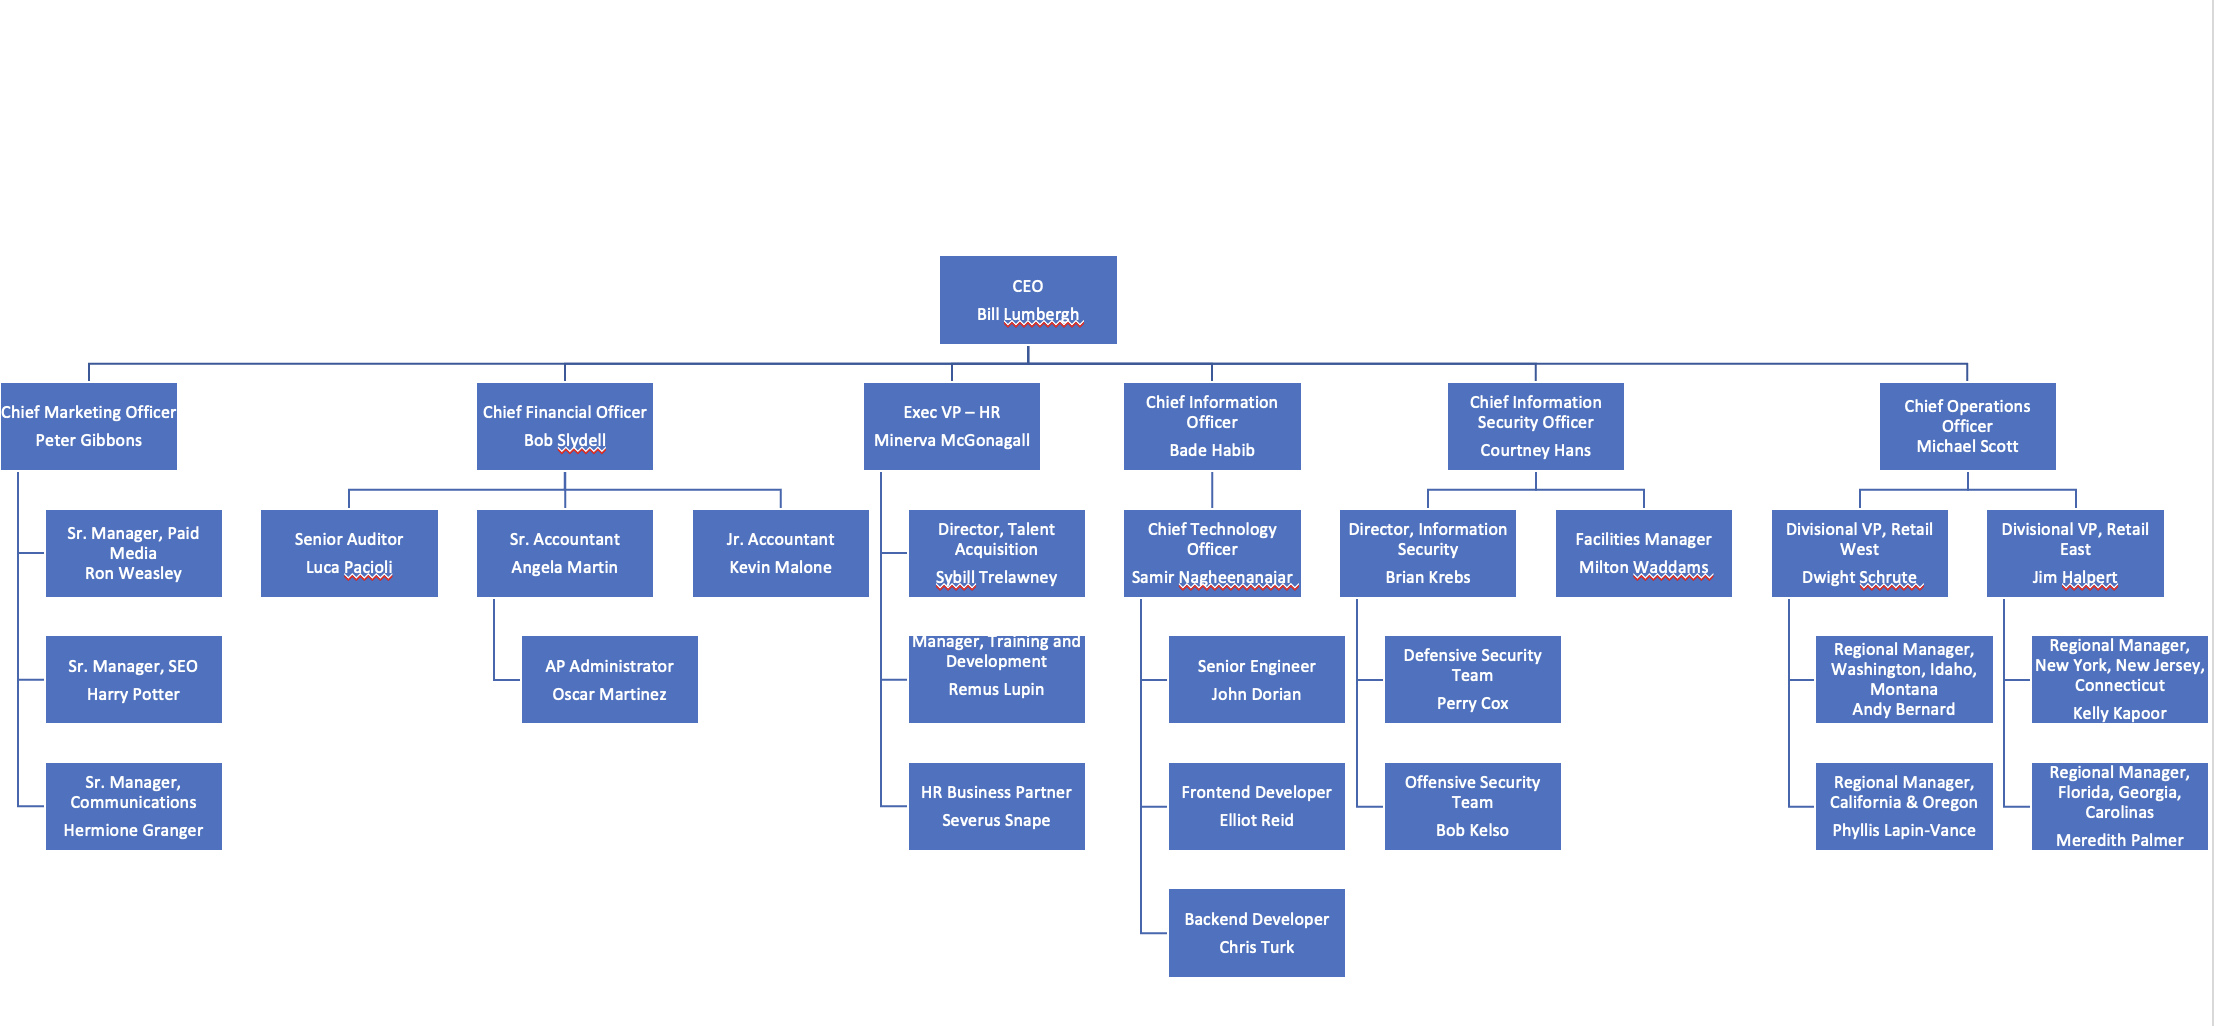 CEO
Bill Lumbergh
Chief Marketing Officer
Peter Gibbons
Chief Financial Officer
Bob Slydell
Exec VP – HR
Minerva McGonagall
Chief Information
Officer
Bade Habib
Chief Information
Security Officer
Courtney Hans
Chief Operations
Officer
Michael Scott
Sr. Manager, Paid
Media
Ron Weasley
Senior Auditor
Luca Pacioli
Sr. Accountant
Angela Martin
Jr. Accountant
Kevin Malone
Director, Talent
Acquisition
Sybill Trelawney
Chief Technology
Officer
Samir Nagheenanajar
Director, Information
Security
Brian Krebs
Facilities Manager
Milton Waddams
Divisional VP, Retail
West
Dwight Schrute
Divisional VP, Retail
East
Jim Halpert
Sr. Manager, SEO
Harry Potter
AP Administrator
Oscar Martinez
Manager, Training and
Development
Remus Lupin
Senior Engineer
John Dorian
Defensive Security
Team
Perry Cox
Regional Manager,
Washington, Idaho,
Montana
Andy Bernard
Regional Manager,
New York, New Jersey,
Connecticut
Kelly Kapoor
Sr. Manager,
Communications
Hermione Granger
HR Business Partner
Severus Snape
Frontend Developer
Elliot Reid
Offensive Security
Team
Bob Kelso
Regional Manager,
California & Oregon
Phyllis Lapin-Vance
Regional Manager,
Florida, Georgia,
Carolinas
Meredith Palmer
Backend Developer
Chris Turk